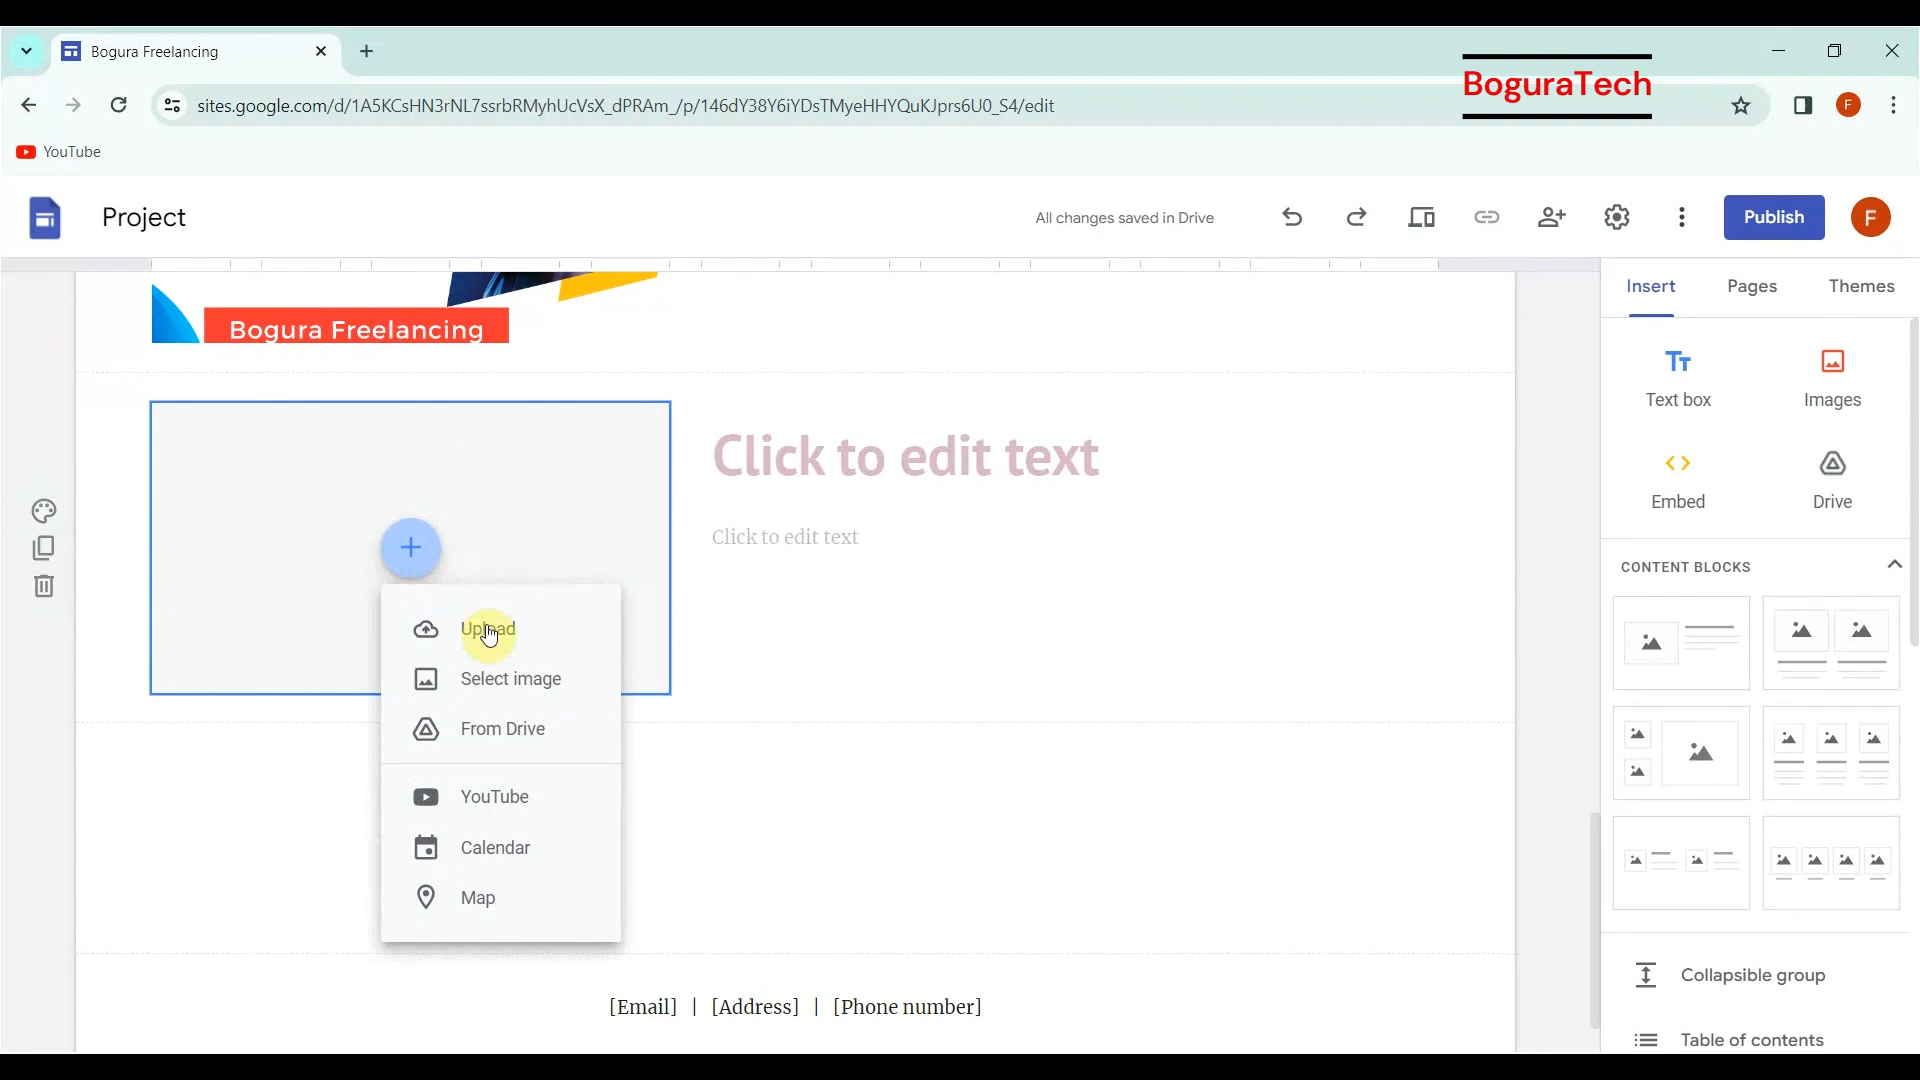 Bogura Freelancing
BoguraTech
sites.google.com/d/1A5KCsHN3rNL7ssrbRMyhUcVsX_dPRAm_/p/146dY38Y6iYDsTMyeHHYQuKJprs6U0_S4/edit
F
YouTube
Project
All changes saved in Drive
Publish
F
Insert
Pages
Themes
Bogura Freelancing
Tt
Text box
Images
Click to edit text
Embed
Drive
Click to edit text
CONTENT BLOCKS
Upload
Select image
From Drive
YouTube
Calendar
Map
Collapsible group
[Email] | [Address] | [Phone number]
Table of contents